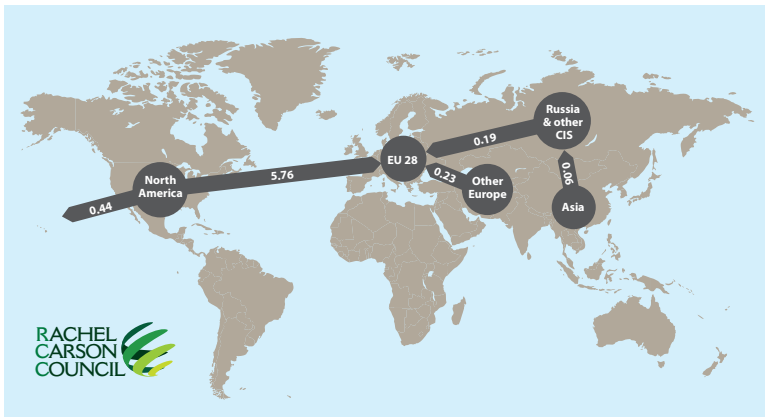 Russia
& other
CIS
0.19
EU 28
5.76
0.23
Other
Europe
0.06
North
America
0.44
Asia
RACHEL
CARSON
COUNCIL